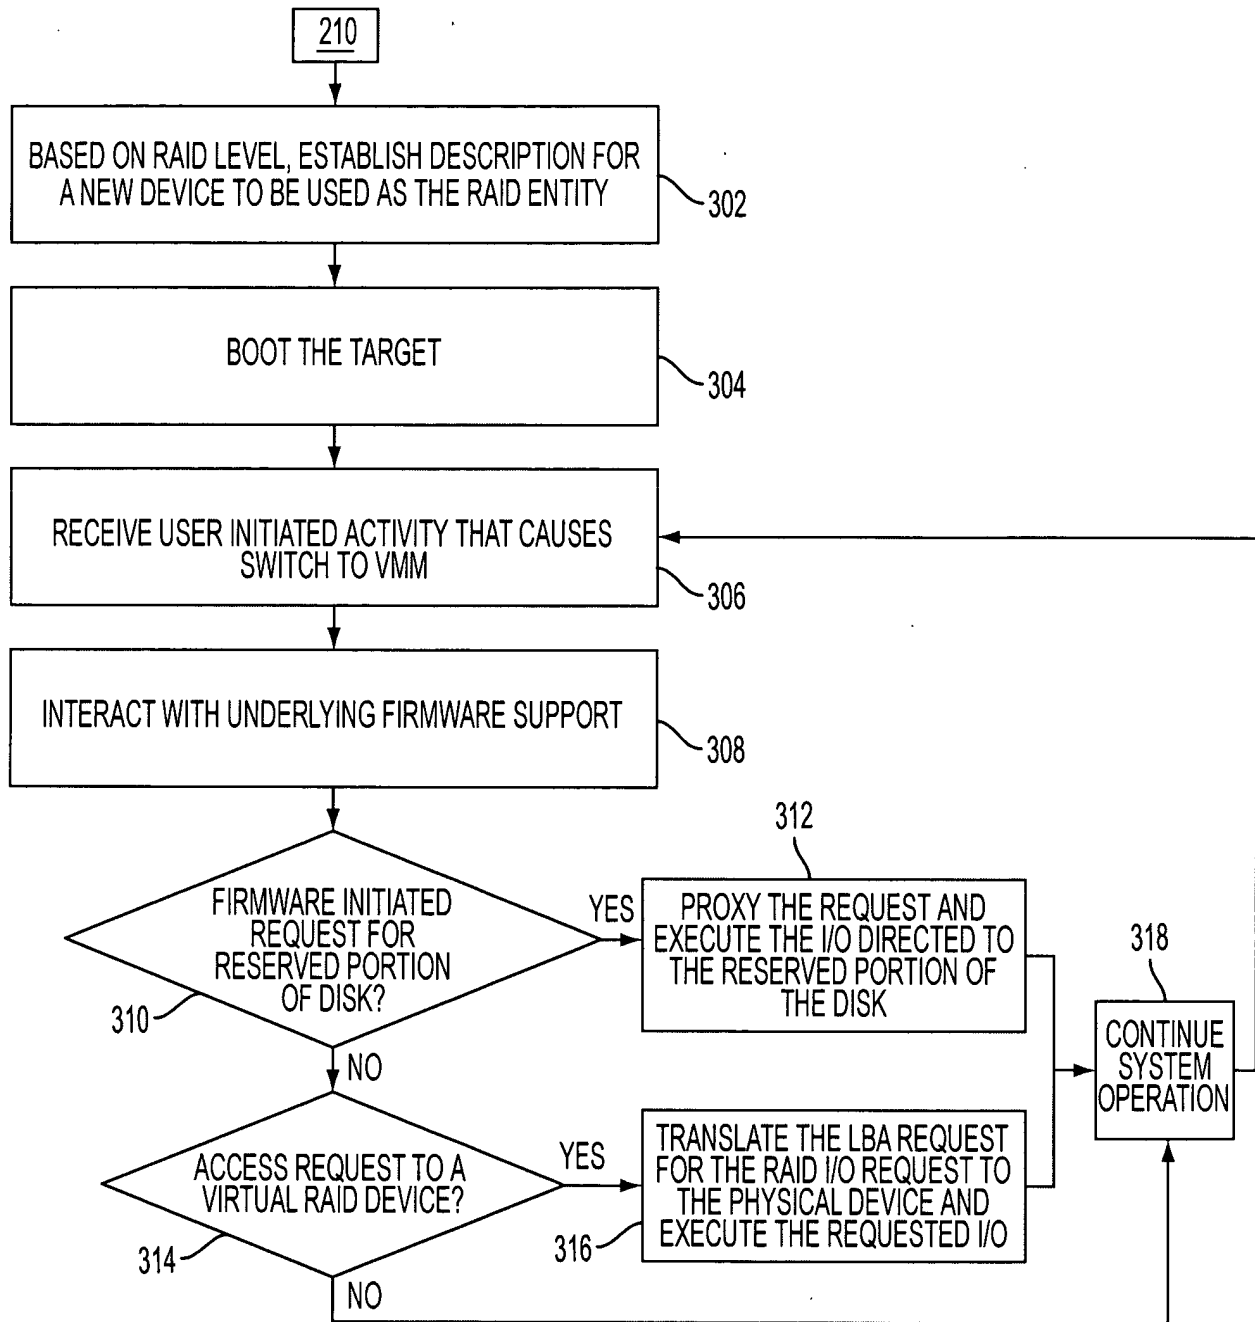 210
BASED ON RAID LEVEL, ESTABLISH DESCRIPTION FOR
A NEW DEVICE TO BE USED AS THE RAID ENTITY
302
BOOT THE TARGET
304
RECEIVE USER INITIATED ACTIVITY THAT CAUSES
SWITCH TO VMM
306
INTERACT WITH UNDERLYING FIRMWARE SUPPORT
308
FIRMWARE INITIATED
REQUEST FOR
RESERVED PORTION
OF DISK?
310
YES
NO
312
PROXY THE REQUEST AND
EXECUTE THE I/O DIRECTED TO
THE RESERVED PORTION OF
THE DISK
318
CONTINUE
SYSTEM
OPERATION
ACCESS REQUEST TO A
VIRTUAL RAID DEVICE?
314
YES
NO
TRANSLATE THE LBA REQUEST
FOR THE RAID I/O REQUEST TO
THE PHYSICAL DEVICE AND
EXECUTE THE REQUESTED I/O
316